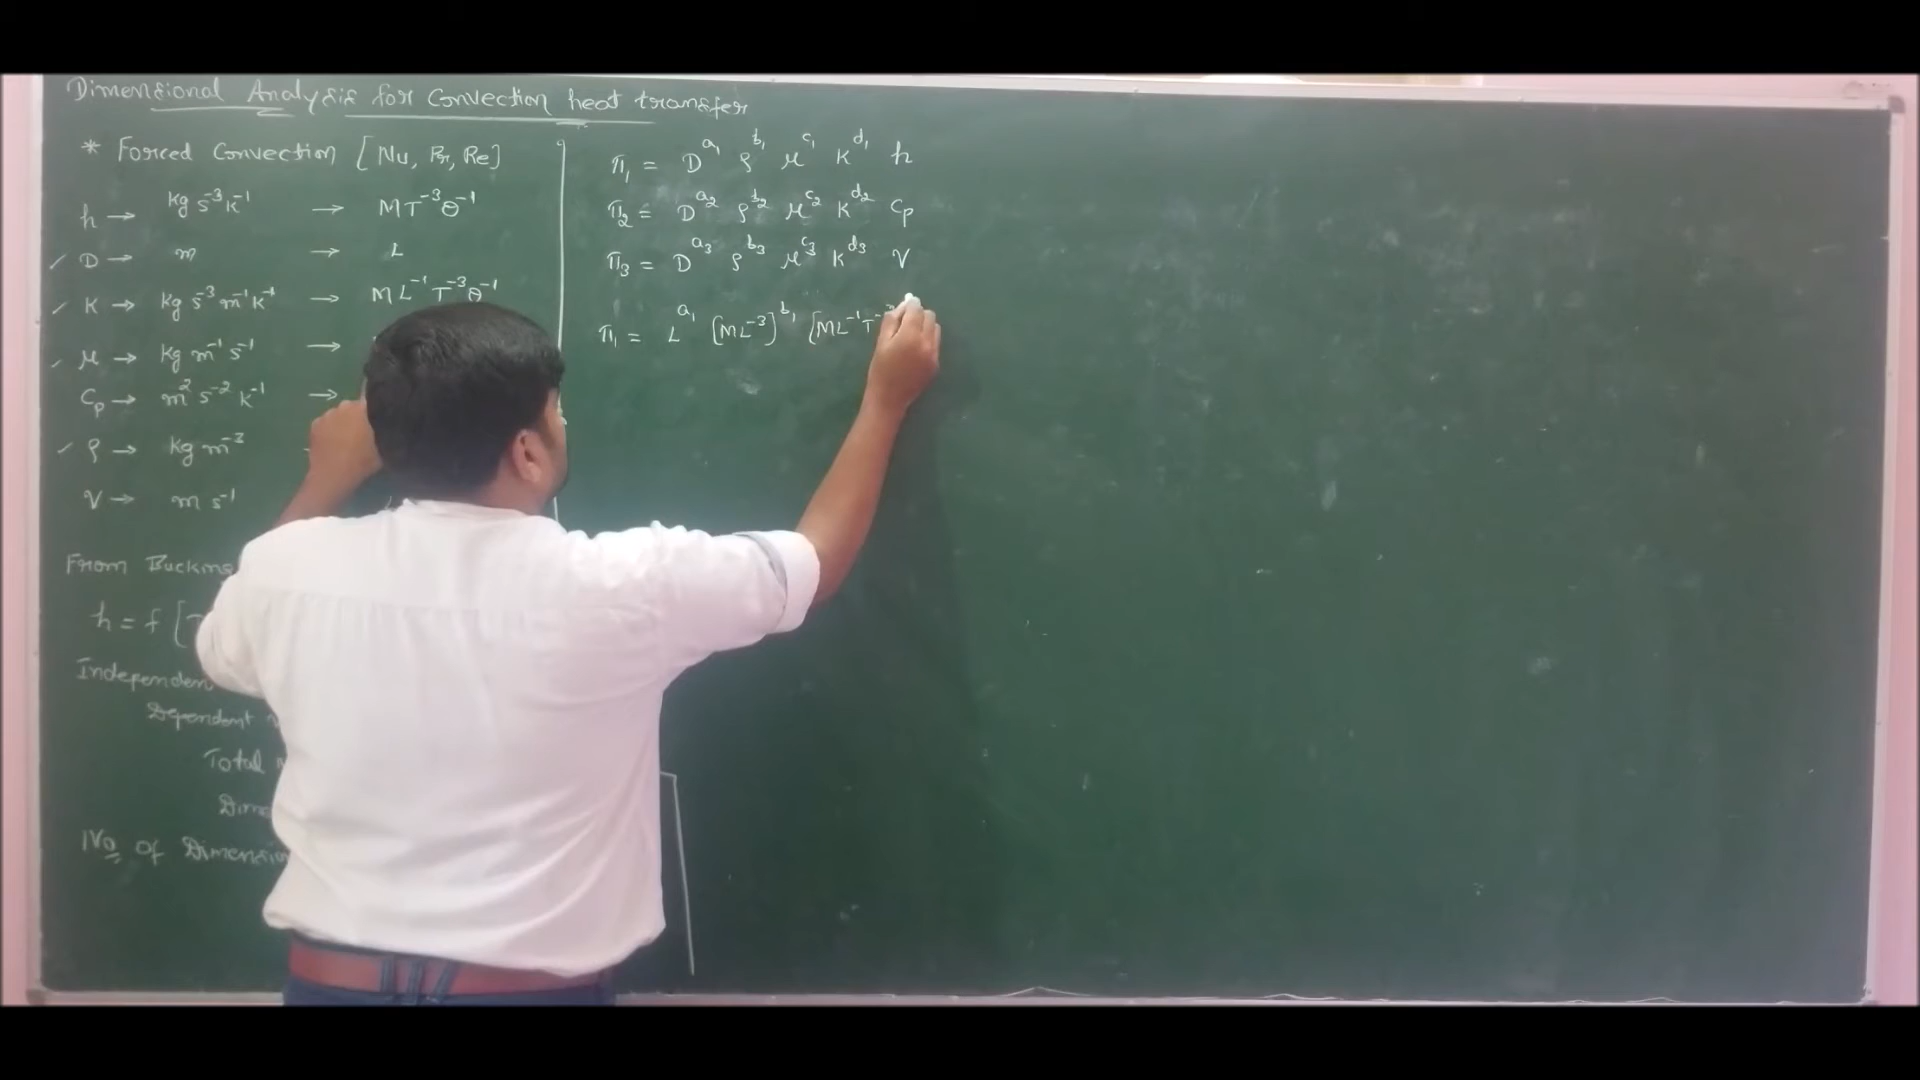 Dimensional Analysis for Convection heat transfer
* Forced Convection [Nu, Pr, Re]
h → Kg s⁻³ K⁻¹ → MT⁻³θ⁻¹
✓ D → m → L
✓ K → Kg s⁻³ m⁻¹ K⁻¹ → ML⁻¹T⁻³θ⁻¹
✓ μ → Kg m⁻¹ s⁻¹ →
Cp → m² s⁻² K⁻¹ →
✓ ρ → Kg m⁻³
V → m s⁻¹
From
h = f [
Independen
Dependent
Total
No of Dimension
π₁ = D^a₁ ρ^b₁ μ^c₁ K^d₁ h
π₂ = D^a₂ ρ^b₂ μ^c₂ K^d₂ Cp
π₃ = D^a₃ ρ^b₃ μ^c₃ K^d₃ V
π₁ = L^a₁ [ML⁻³]^b₁ [ML⁻¹T⁻